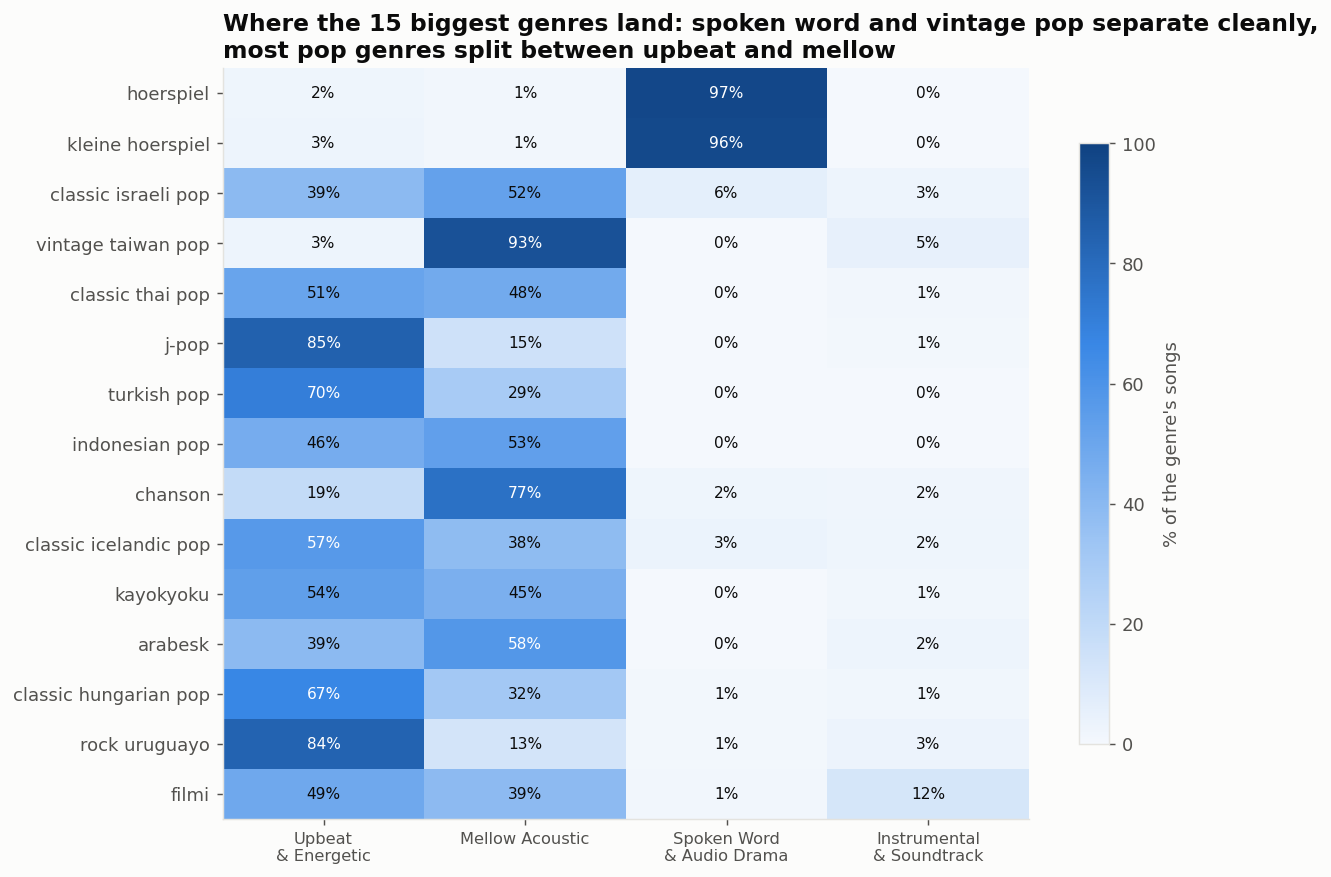 Where the 15 biggest genres land: spoken word and vintage pop separate cleanly,
most pop genres split between upbeat and mellow
hoerspiel 2% 1% 97% 0%
kleine hoerspiel 3% 1% 96% 0%
classic israeli pop 39% 52% 6% 3%
vintage taiwan pop 3% 93% 0% 5%
classic thai pop 51% 48% 0% 1%
j-pop 85% 15% 0% 1%
turkish pop 70% 29% 0% 0%
indonesian pop 46% 53% 0% 0%
chanson 19% 77% 2% 2%
classic icelandic pop 57% 38% 3% 2%
kayokyoku 54% 45% 0% 1%
arabesk 39% 58% 0% 2%
classic hungarian pop 67% 32% 1% 1%
rock uruguayo 84% 13% 1% 3%
filmi 49% 39% 1% 12%
Upbeat
& Energetic
Mellow Acoustic
Spoken Word
& Audio Drama
Instrumental
& Soundtrack
100
80
60
40
20
0
% of the genre's songs